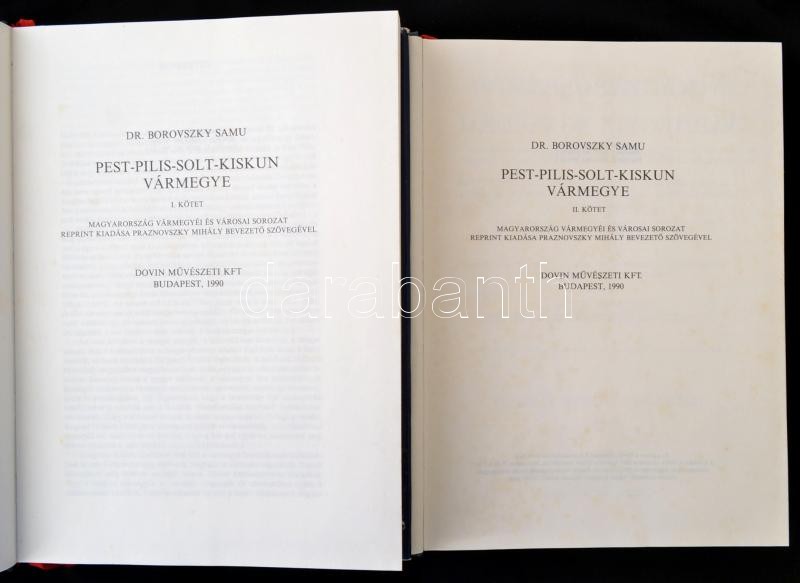 DR. BOROVSZKY SAMU
PEST-PILIS-SOLT-KISKUN
VÁRMEGYE
I. KÖTET
MAGYARORSZÁG VÁRMEGYÉI ÉS VÁROSAI SOROZAT
REPRINT KIADÁSA PRAZNOVSZKY MIHÁLY BEVEZETŐ SZÖVEGÉVEL
DOVIN MŰVÉSZETI KFT
BUDAPEST, 1990
DR. BOROVSZKY SAMU
PEST-PILIS-SOLT-KISKUN
VÁRMEGYE
II. KÖTET
MAGYARORSZÁG VÁRMEGYÉI ÉS VÁROSAI SOROZAT
REPRINT KIADÁSA PRAZNOVSZKY MIHÁLY BEVEZETŐ SZÖVEGÉVEL
DOVIN MŰVÉSZETI KFT.
BUDAPEST, 1990
darabanth